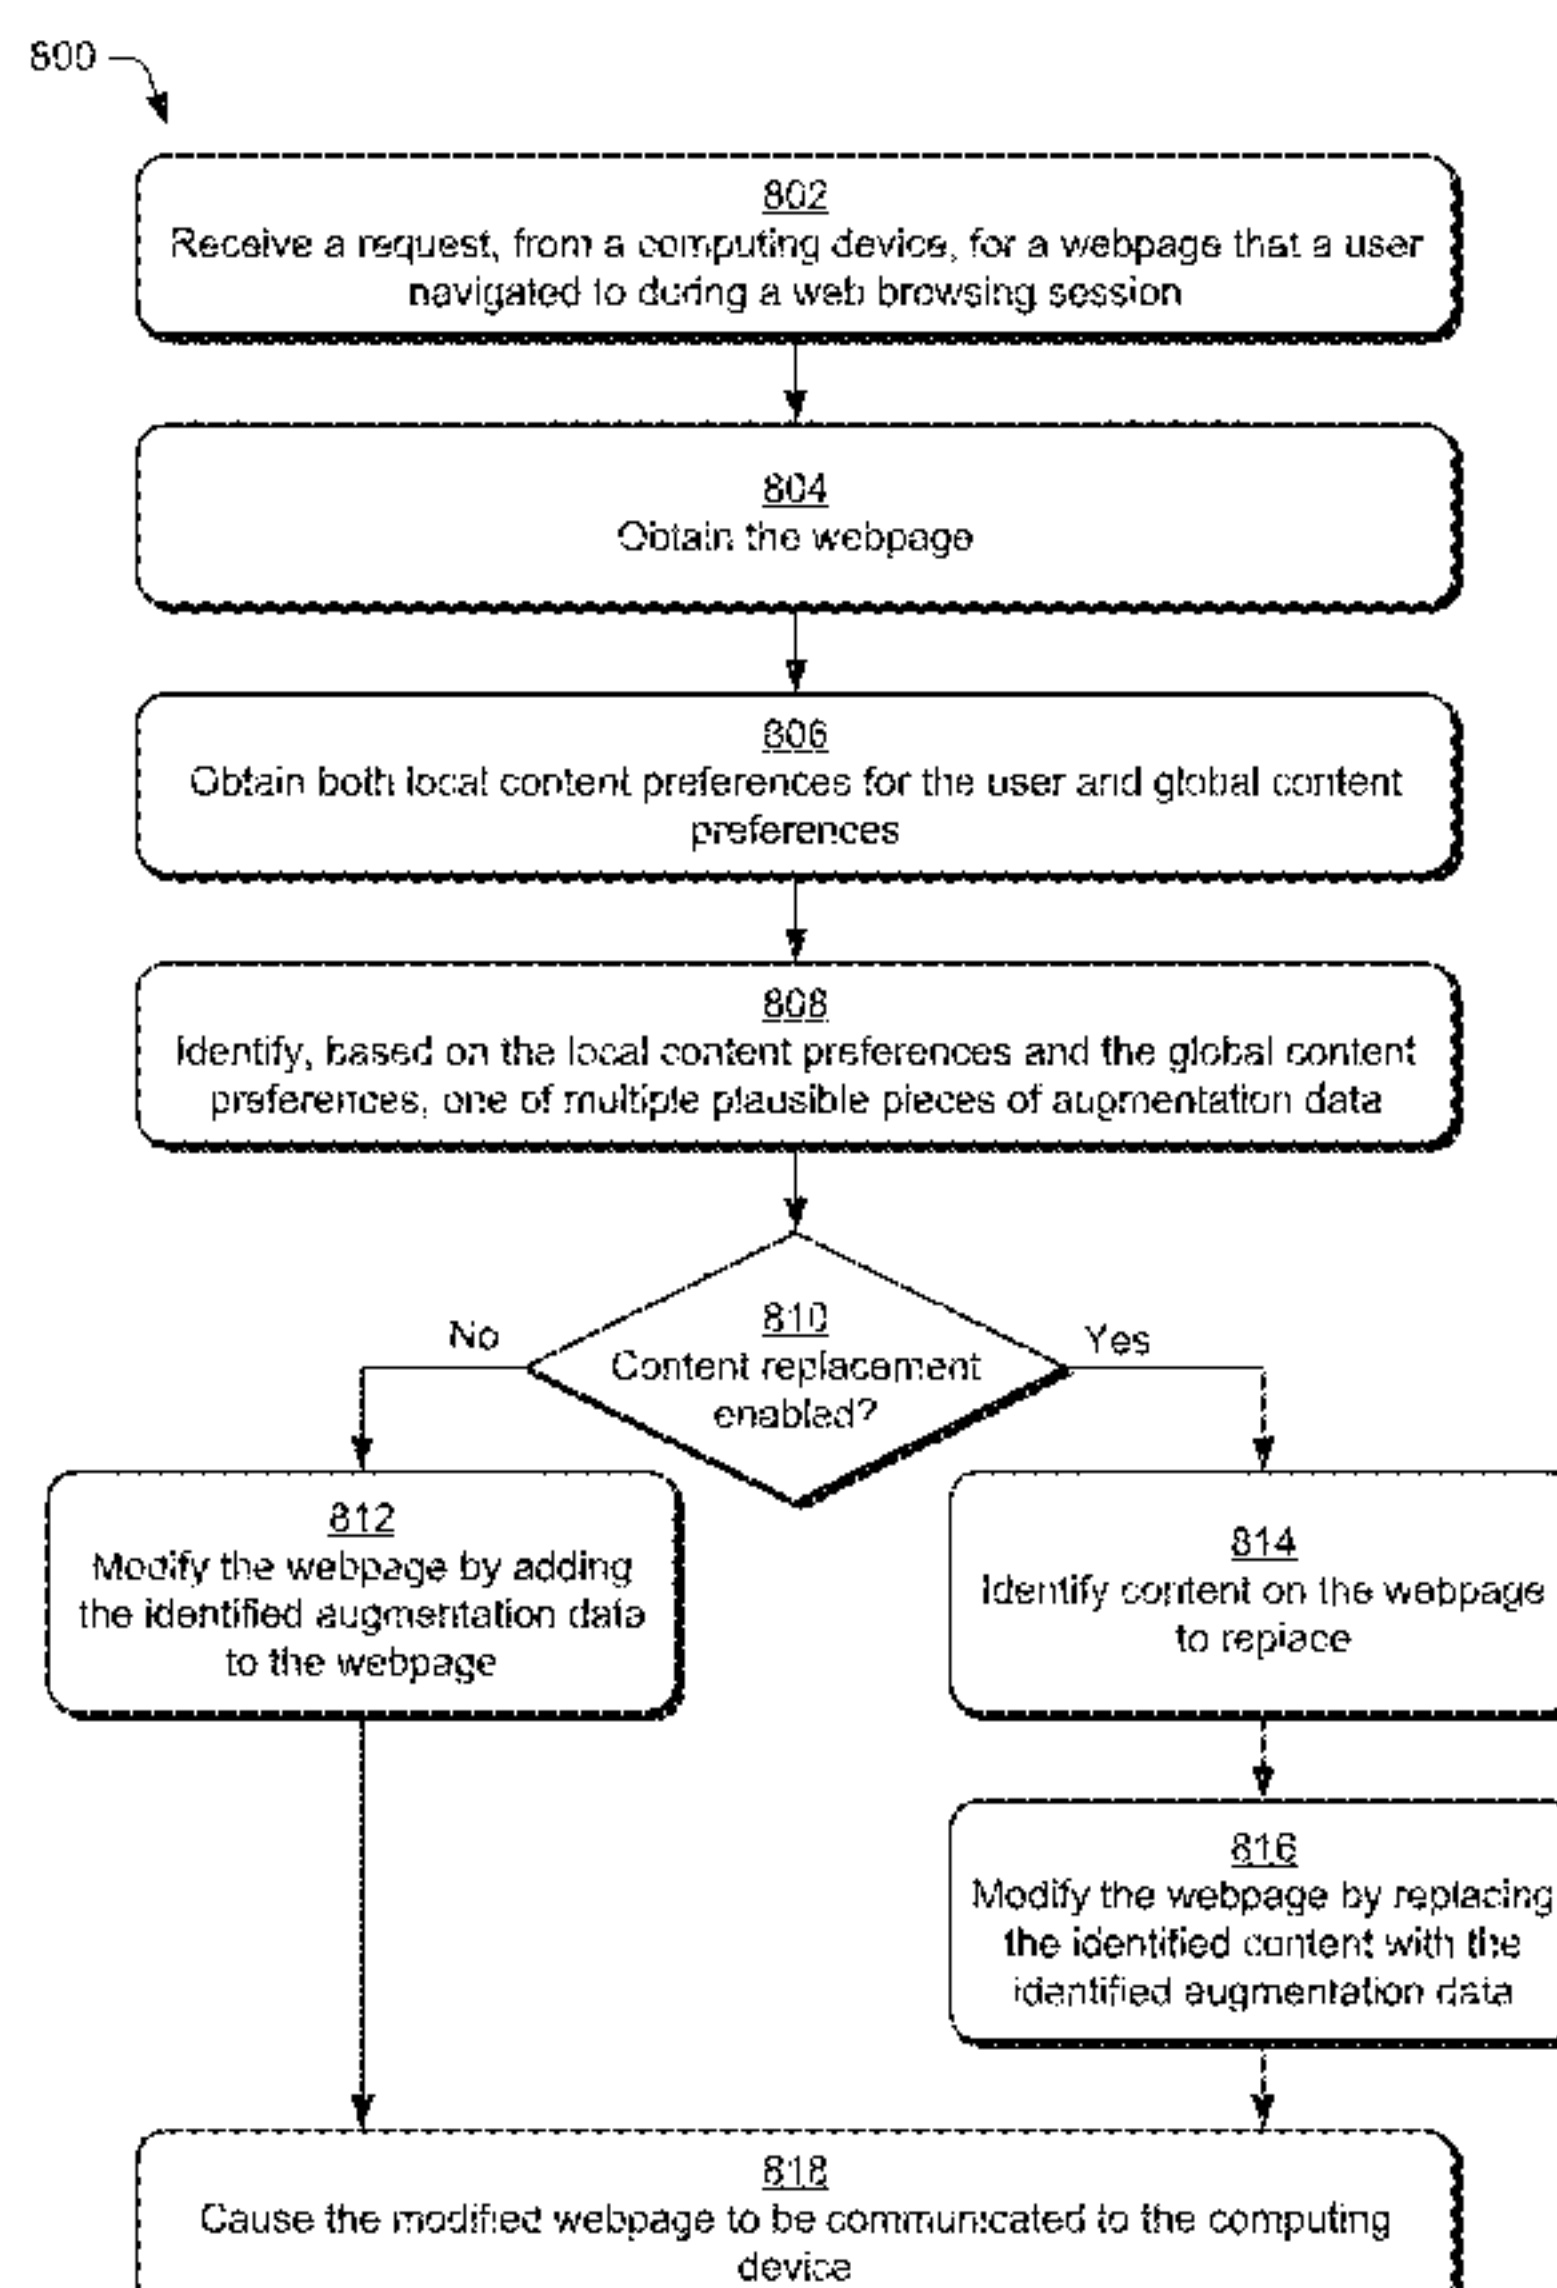 800
802
Receive a request, from a computing device, for a webpage that a user
navigated to during a web browsing session
804
Obtain the webpage
806
Obtain both local content preferences for the user and global content
preferences
808
Identify, based on the local content preferences and the global content
preferences, one of multiple plausible pieces of augmentation data
810
Content replacement
enabled?
No
Yes
812
Modify the webpage by adding
the identified augmentation data
to the webpage
814
Identify content on the webpage
to replace
816
Modify the webpage by replacing
the identified content with the
identified augmentation data
818
Cause the modified webpage to be communicated to the computing
device